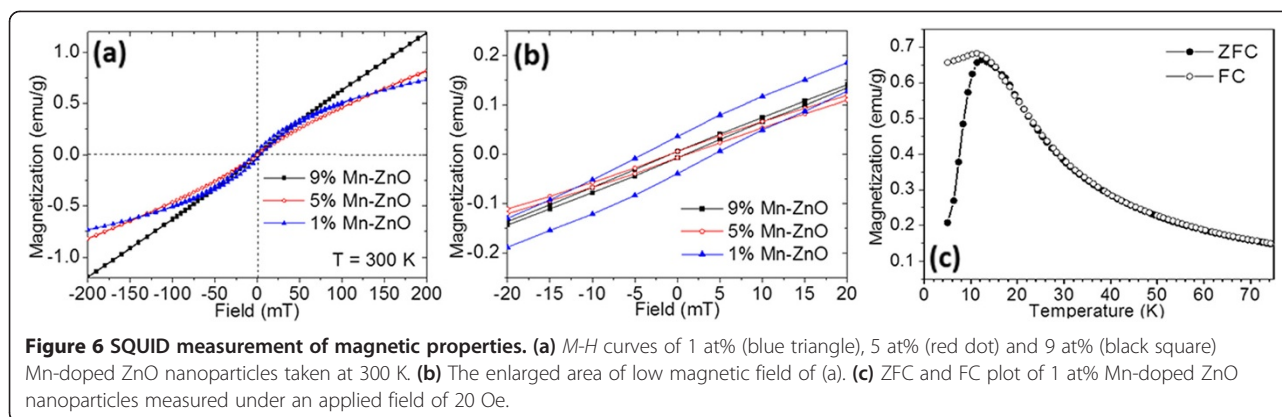 (a)
Magnetization (emu/g)
1.0
0.5
0.0
-0.5
-1.0
9% Mn-ZnO
5% Mn-ZnO
1% Mn-ZnO
T = 300 K
-200 -150 -100 -50 0 50 100 150 200
Field (mT)
(b)
Magnetization (emu/g)
0.2
0.1
0.0
-0.1
-0.2
9% Mn-ZnO
5% Mn-ZnO
1% Mn-ZnO
-20 -15 -10 -5 0 5 10 15 20
Field (mT)
Magnetization (emu/g)
0.7
0.6
0.5
0.4
0.3
0.2
0.1
ZFC
FC
(c)
0 10 20 30 40 50 60 70
Temperature (K)
Figure 6 SQUID measurement of magnetic properties. (a) M-H curves of 1 at% (blue triangle), 5 at% (red dot) and 9 at% (black square)
Mn-doped ZnO nanoparticles taken at 300 K. (b) The enlarged area of low magnetic field of (a). (c) ZFC and FC plot of 1 at% Mn-doped ZnO
nanoparticles measured under an applied field of 20 Oe.